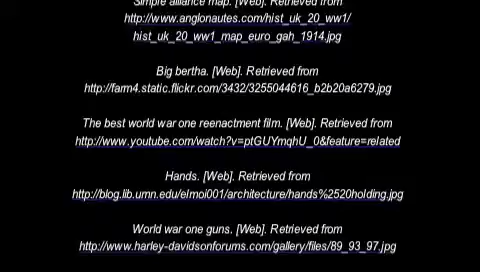 Simple alliance map. [Web]. Retrieved from
http://www.anglonautes.com/hist_uk_20_ww1/
hist_uk_20_ww1_map_euro_gah_1914.jpg
Big bertha. [Web]. Retrieved from
http://farm4.static.flickr.com/3432/3255044616_b2b20a6279.jpg
The best world war one reenactment film. [Web]. Retrieved from
http://www.youtube.com/watch?v=ptGUYmqhU_0&feature=related
Hands. [Web]. Retrieved from
http://blog.lib.umn.edu/elmoi001/architecture/hands%2520holding.jpg
World war one guns. [Web]. Retrieved from
http://www.harley-davidsonforums.com/gallery/files/89_93_97.jpg